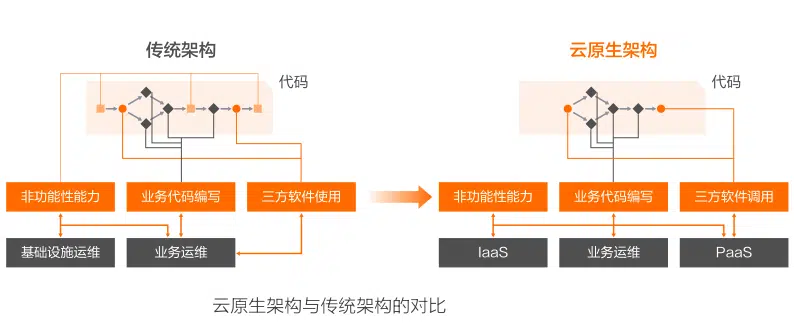 传统架构
云原生架构
代码
代码
非功能性能力
业务代码编写
三方软件使用
非功能性能力
业务代码编写
三方软件调用
基础设施运维
业务运维
IaaS
业务运维
PaaS
云原生架构与传统架构的对比